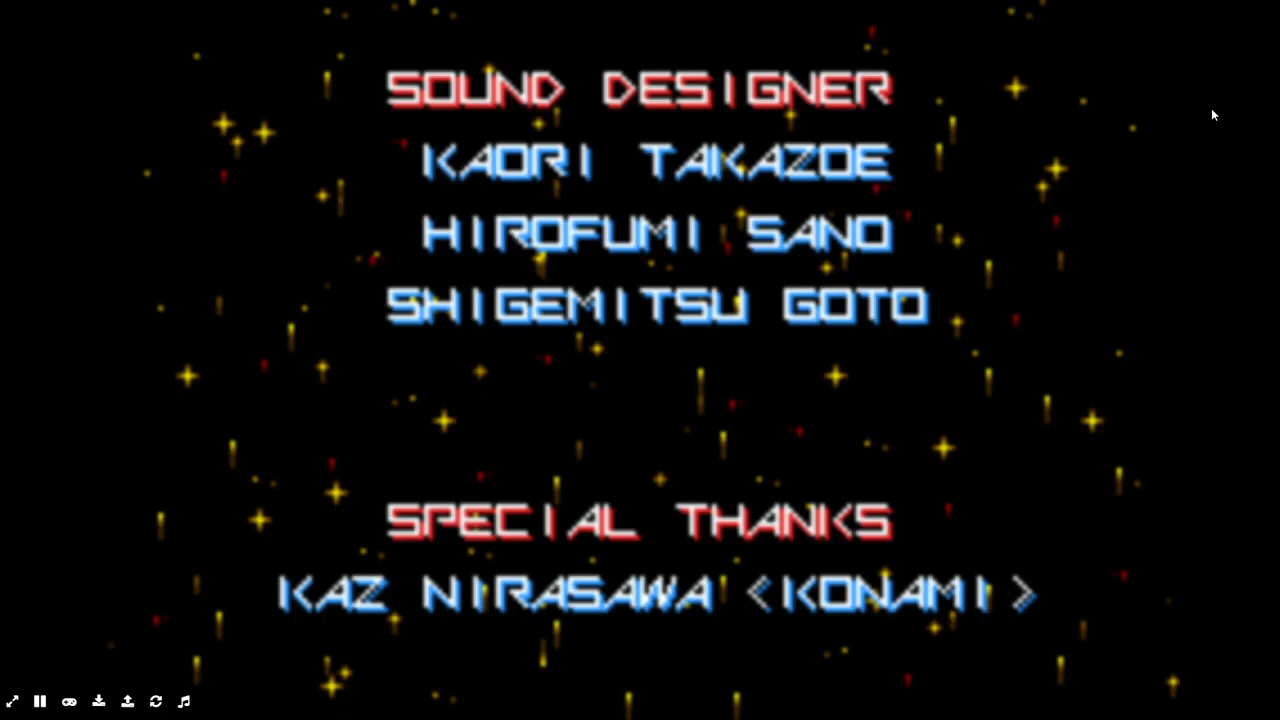 SOUND DESIGNER
KAORI TAKAZOE
HIROFUMI SANO
SHIGEMITSU GOTO
SPECIAL THANKS
KAZ NIRASAWA <KONAMI>